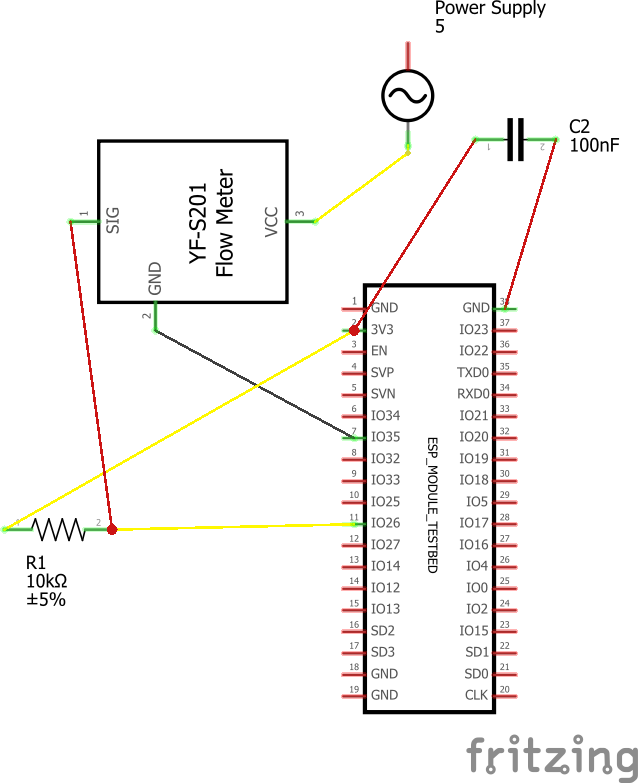 Power Supply
5
C2
100nF
1
2
YF-S201
Flow Meter
1
SIG
VCC
3
GND
2
ESP_MODULE_TESTBED
1 GND
2 3V3
3 EN
4 SVP
5 SVN
6 IO34
7 IO35
8 IO32
9 IO33
10 IO25
11 IO26
12 IO27
13 IO14
14 IO12
15 IO13
16 SD2
17 SD3
18 GND
19 GND
GND 38
IO23 37
IO22 36
TXD0 35
RXD0 34
IO21 33
IO20 32
IO19 31
IO18 30
IO5 29
IO17 28
IO16 27
IO4 26
IO0 25
IO2 24
IO15 23
SD1 22
SD0 21
CLK 20
1
2
R1
10kΩ
±5%
fritzing